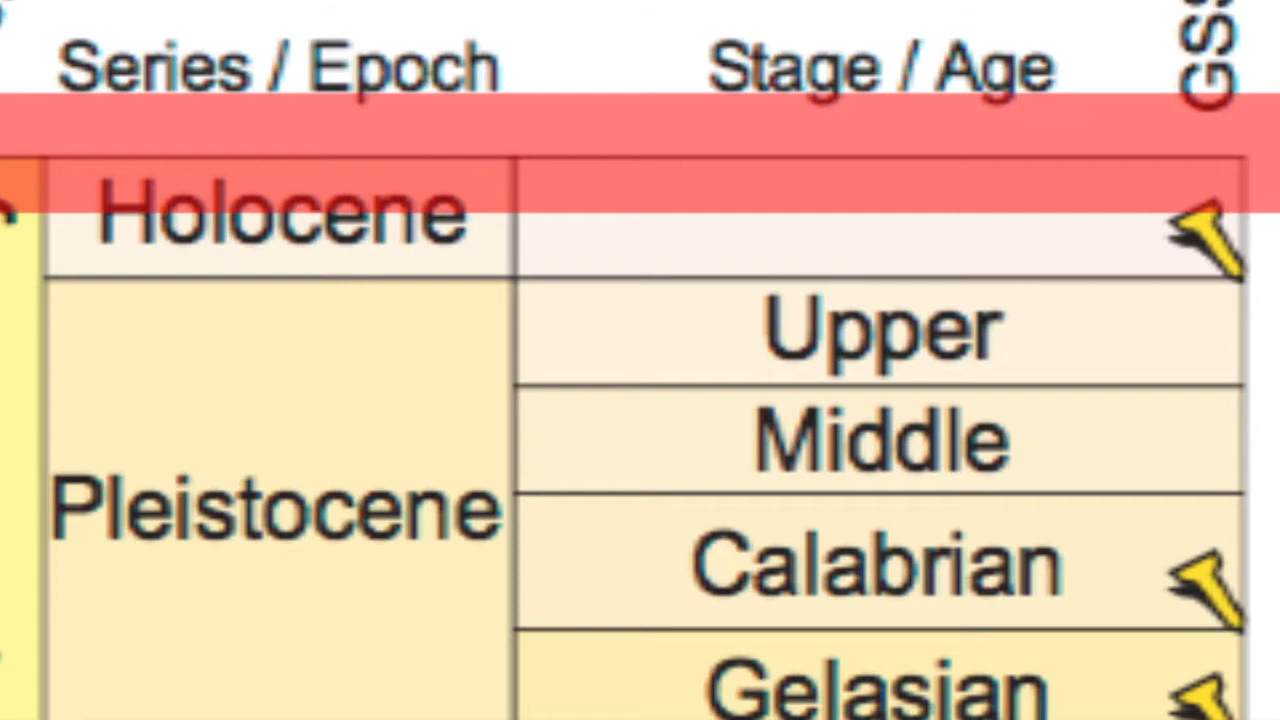 Series / Epoch Stage / Age
Holocene
Upper
Middle
Pleistocene
Calabrian
Gelasian